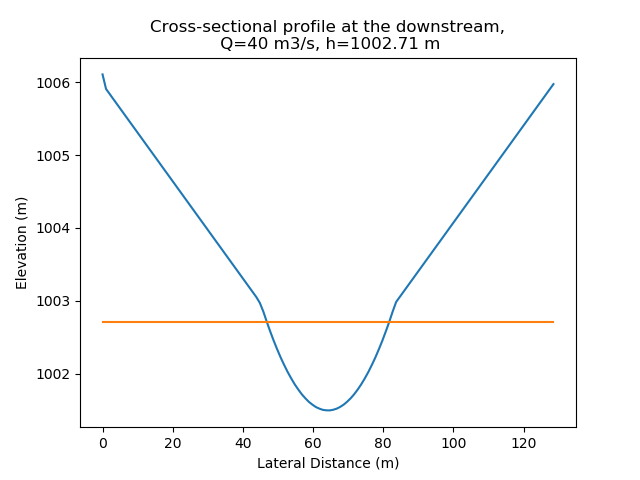 Cross-sectional profile at the downstream,
Q=40 m3/s, h=1002.71 m
1006
1005
1004
1003
1002
Elevation (m)
0 20 40 60 80 100 120
Lateral Distance (m)